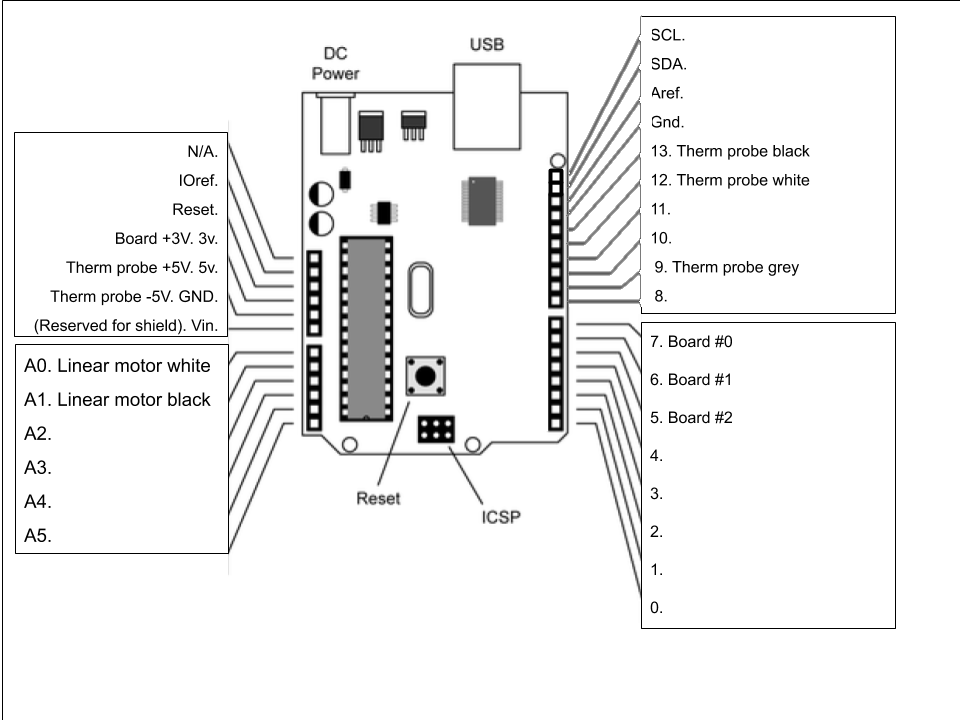 DC
Power
USB
N/A.
IOref.
Reset.
Board +3V. 3v.
Therm probe +5V. 5v.
Therm probe -5V. GND.
(Reserved for shield). Vin.
A0. Linear motor white
A1. Linear motor black
A2.
A3.
A4.
A5.
Reset
ICSP
SCL.
SDA.
Aref.
Gnd.
13. Therm probe black
12. Therm probe white
11.
10.
9. Therm probe grey
8.
7. Board #0
6. Board #1
5. Board #2
4.
3.
2.
1.
0.